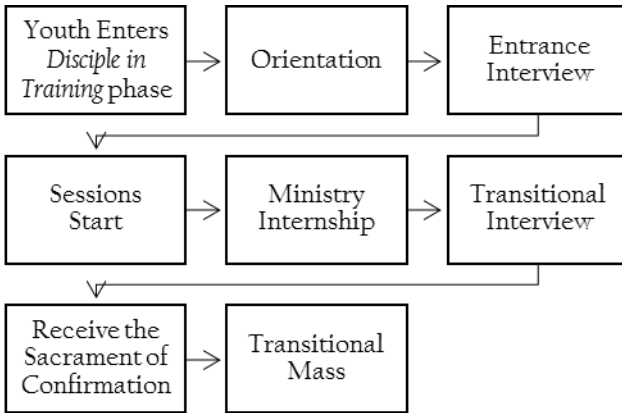 Youth Enters
Disciple in
Training phase
Orientation
Entrance
Interview
Sessions
Start
Ministry
Internship
Transitional
Interview
Receive the
Sacrament of
Confirmation
Transitional
Mass